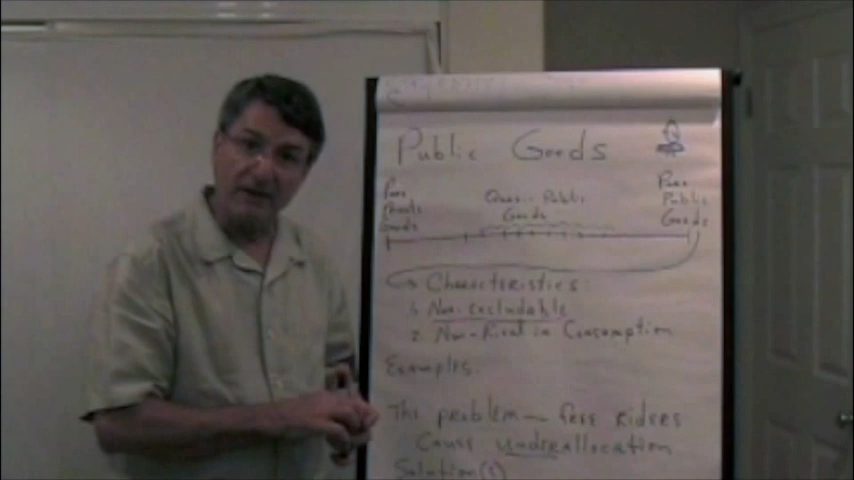 Public Goods
Pure Private Goods
Quasi-Public Goods
Pure Public Goods
Characteristics:
1. Non-excludable
2. Non-Rival in Consumption
Examples:
The problem - free riders
cause underallocation
Solution(s)